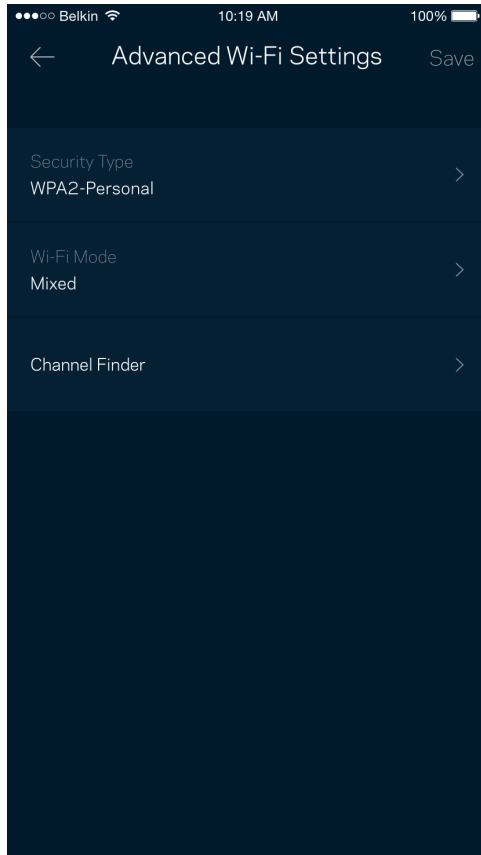 Belkin 10:19 AM 100%
Advanced Wi-Fi Settings Save
Security Type
WPA2-Personal
Wi-Fi Mode
Mixed
Channel Finder